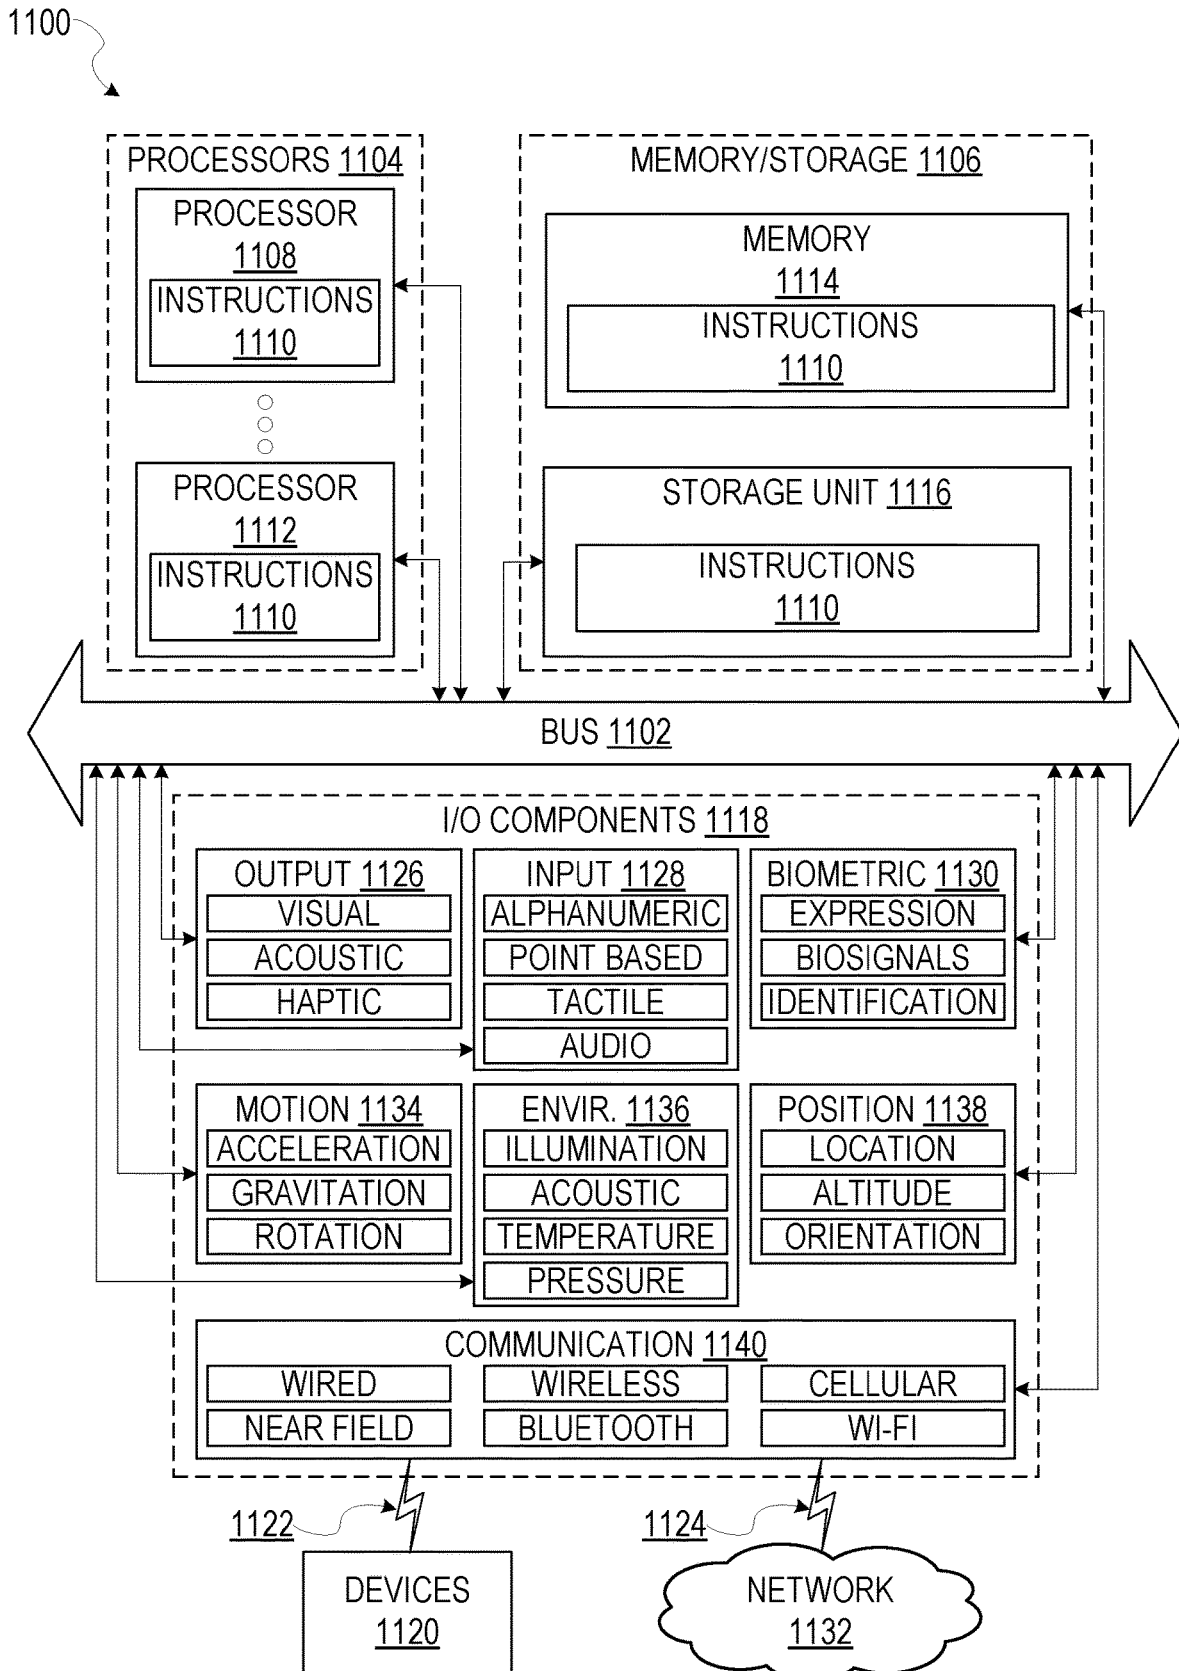 1100
PROCESSORS 1104
PROCESSOR
1108
INSTRUCTIONS
1110
PROCESSOR
1112
INSTRUCTIONS
1110
MEMORY/STORAGE 1106
MEMORY
1114
INSTRUCTIONS
1110
STORAGE UNIT 1116
INSTRUCTIONS
1110
BUS 1102
I/O COMPONENTS 1118
OUTPUT 1126
VISUAL
ACOUSTIC
HAPTIC
INPUT 1128
ALPHANUMERIC
POINT BASED
TACTILE
AUDIO
BIOMETRIC 1130
EXPRESSION
BIOSIGNALS
IDENTIFICATION
MOTION 1134
ACCELERATION
GRAVITATION
ROTATION
ENVIR. 1136
ILLUMINATION
ACOUSTIC
TEMPERATURE
PRESSURE
POSITION 1138
LOCATION
ALTITUDE
ORIENTATION
COMMUNICATION 1140
WIRED
WIRELESS
CELLULAR
NEAR FIELD
BLUETOOTH
WI-FI
1122
1124
DEVICES
1120
NETWORK
1132